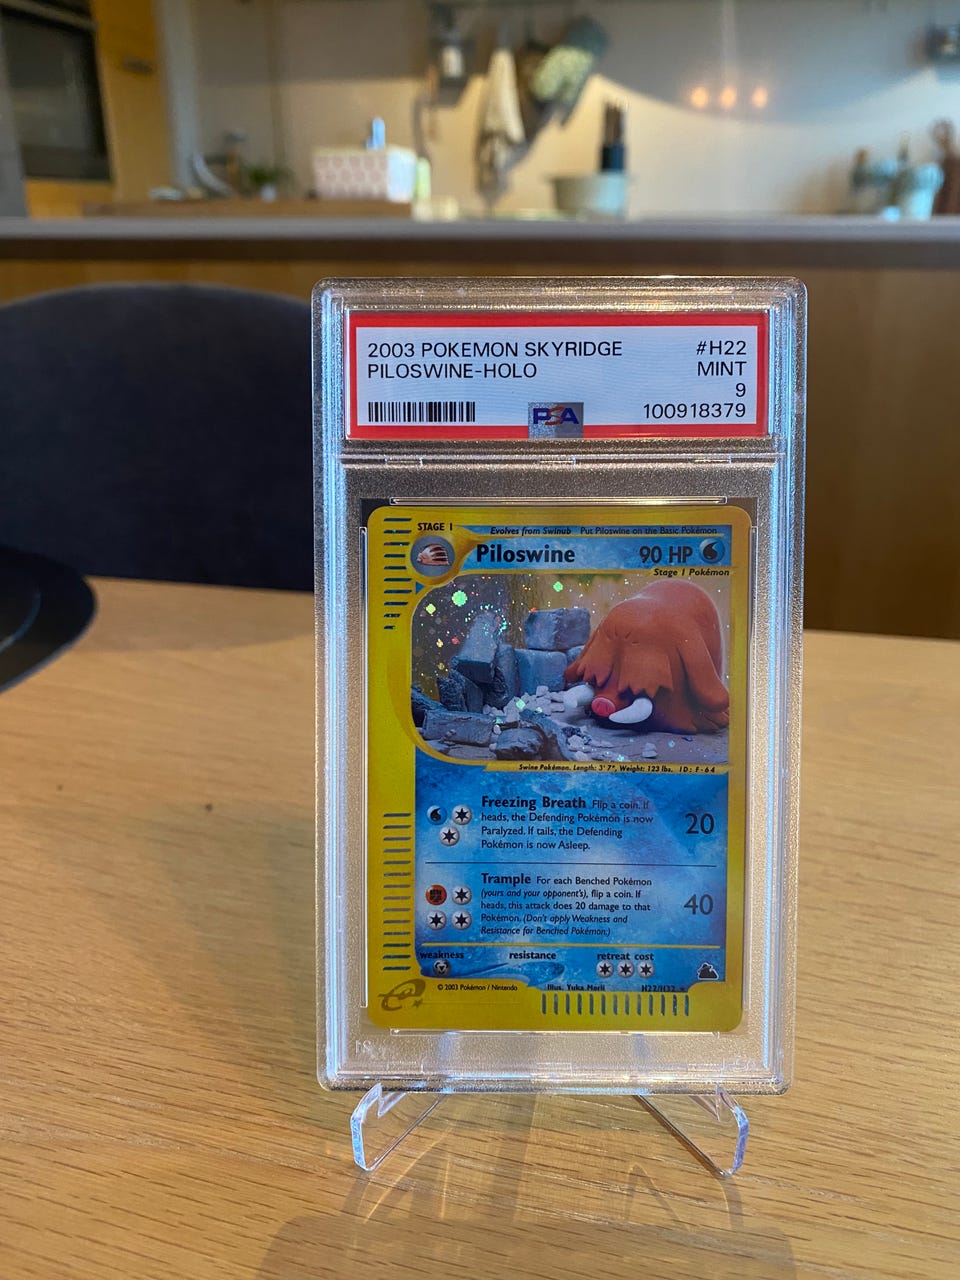 2003 POKEMON SKYRIDGE #H22
PILOSWINE-HOLO MINT
9
PSA 100918379
STAGE 1 Evolves from Swinub Put Piloswine on the Basic Pokémon
Piloswine 90 HP
Stage 1 Pokémon
Swine Pokémon. Length: 3' 7", Weight: 123 lbs. ID: F-64
Freezing Breath Flip a coin. If
heads, the Defending Pokémon is now
Paralyzed. If tails, the Defending
Pokémon is now Asleep.
20
Trample For each Benched Pokémon
(yours and your opponent's), flip a coin. If
heads, this attack does 20 damage to that
Pokémon. (Don't apply Weakness and
Resistance for Benched Pokémon.)
40
weakness resistance retreat cost
© 2003 Pokémon / Nintendo Illus. Yuka Morii H22/H32
e